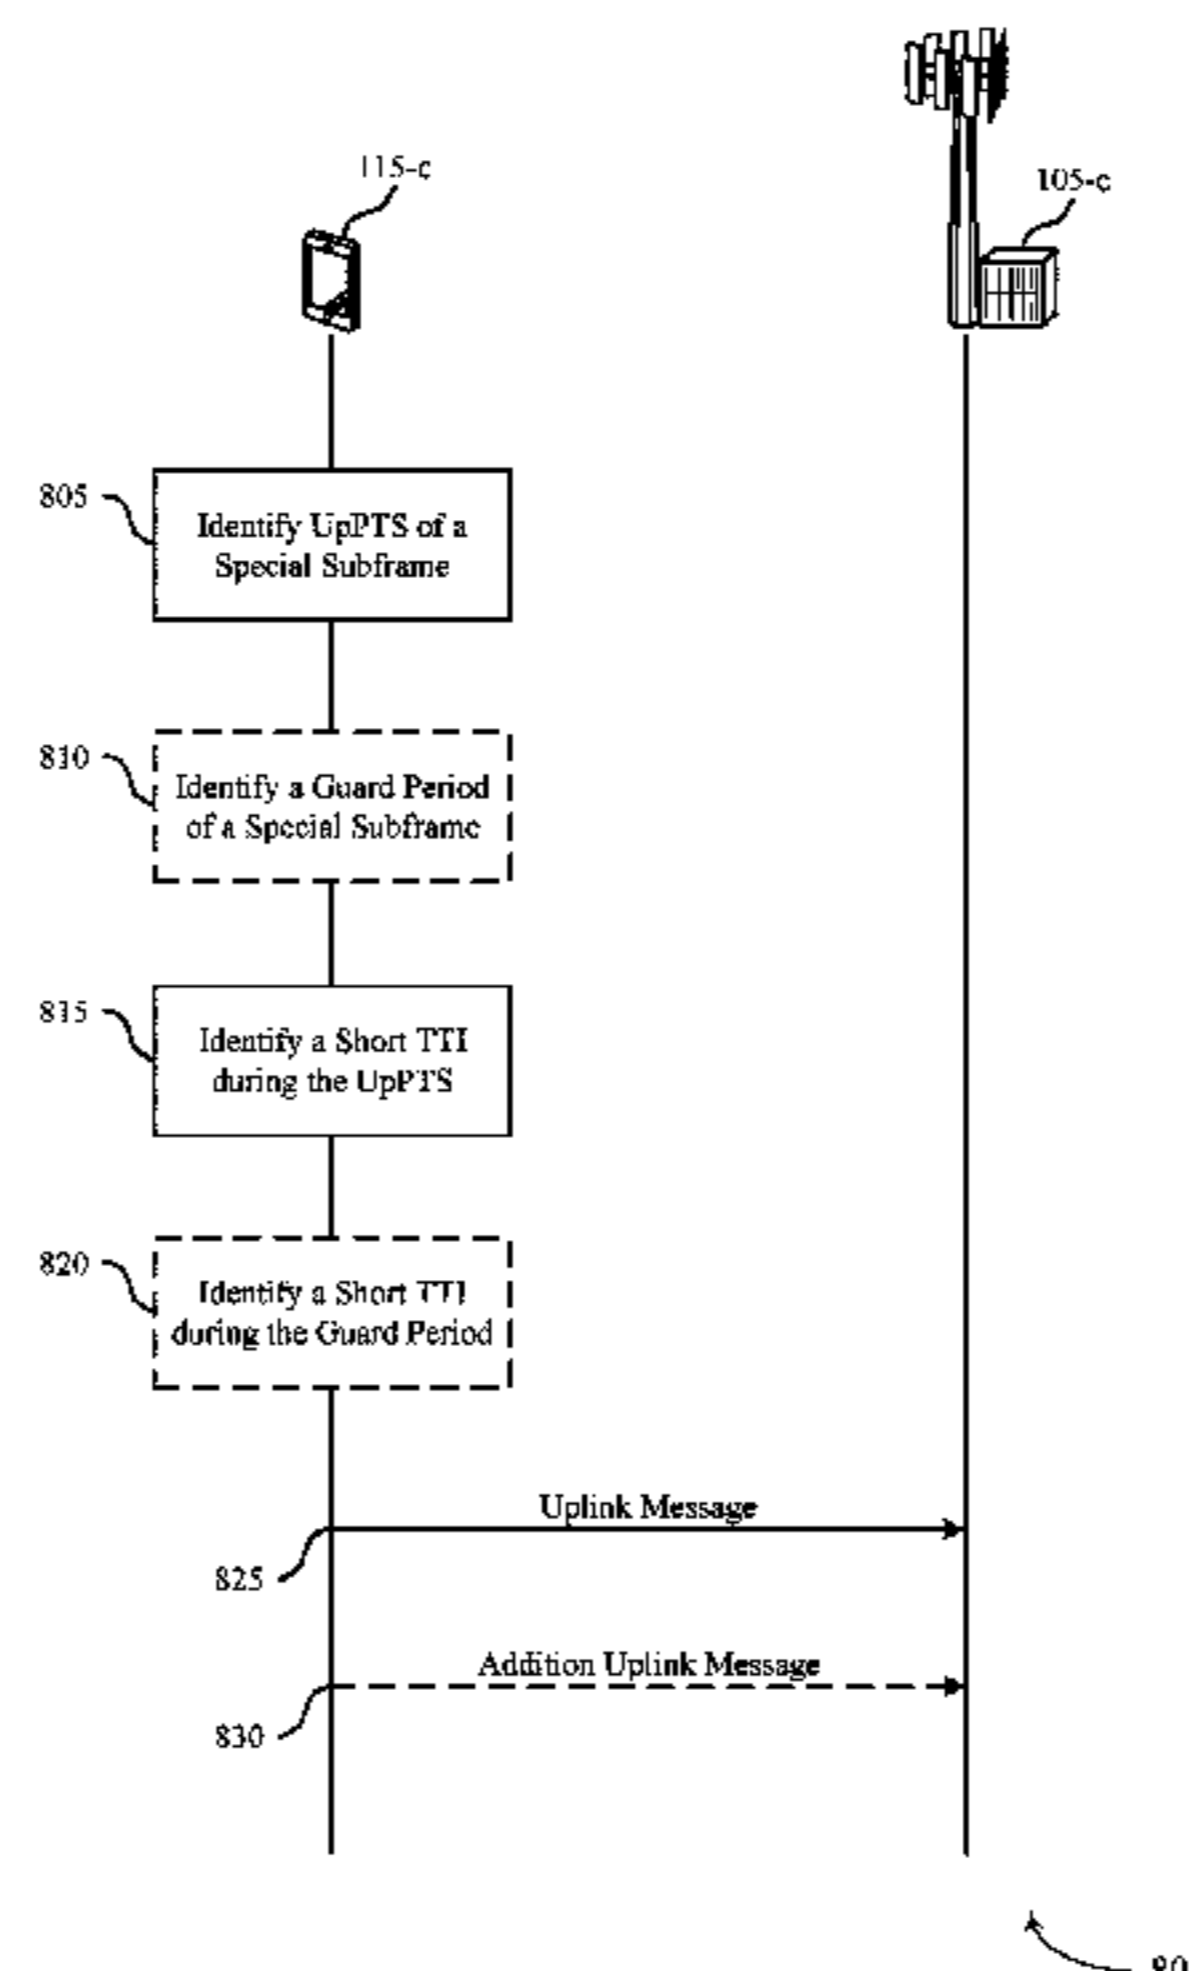 115-c
105-c
805
Identify UpPTS of a
Special Subframe
810
Identify a Guard Period
of a Special Subframe
815
Identify a Short TTI
during the UpPTS
820
Identify a Short TTI
during the Guard Period
Uplink Message
825
Addition Uplink Message
830